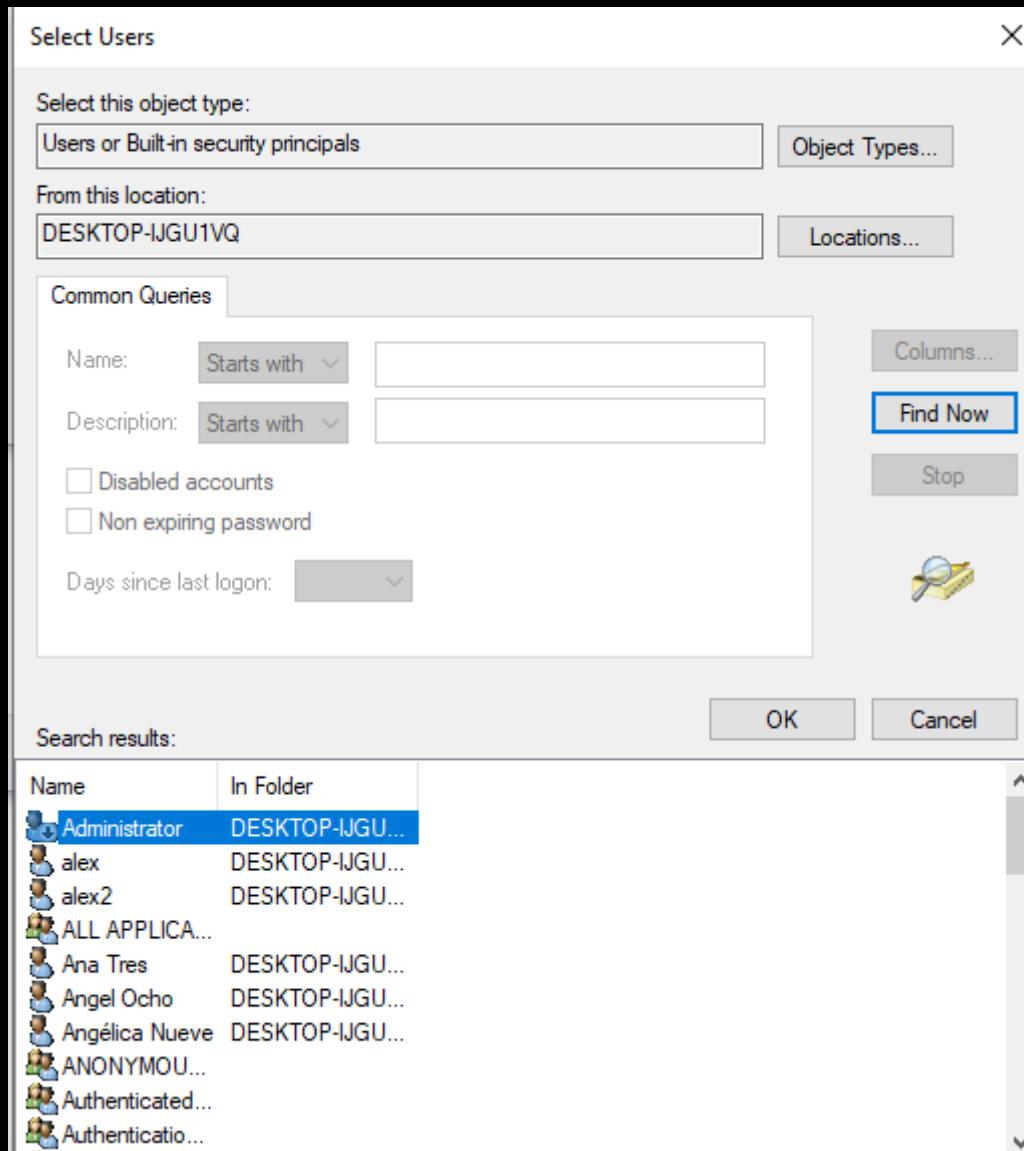 Select Users
Select this object type:
Users or Built-in security principals
Object Types...
From this location:
DESKTOP-IJGU1VQ
Locations...
Common Queries
Name:
Starts with
Columns...
Description:
Starts with
Find Now
Disabled accounts
Stop
Non expiring password
Days since last logon:
OK
Cancel
Search results:
Name In Folder
Administrator DESKTOP-IJGU...
alex DESKTOP-IJGU...
alex2 DESKTOP-IJGU...
ALL APPLICA...
Ana Tres DESKTOP-IJGU...
Angel Ocho DESKTOP-IJGU...
Angélica Nueve DESKTOP-IJGU...
ANONYMOU...
Authenticated...
Authenticatio...